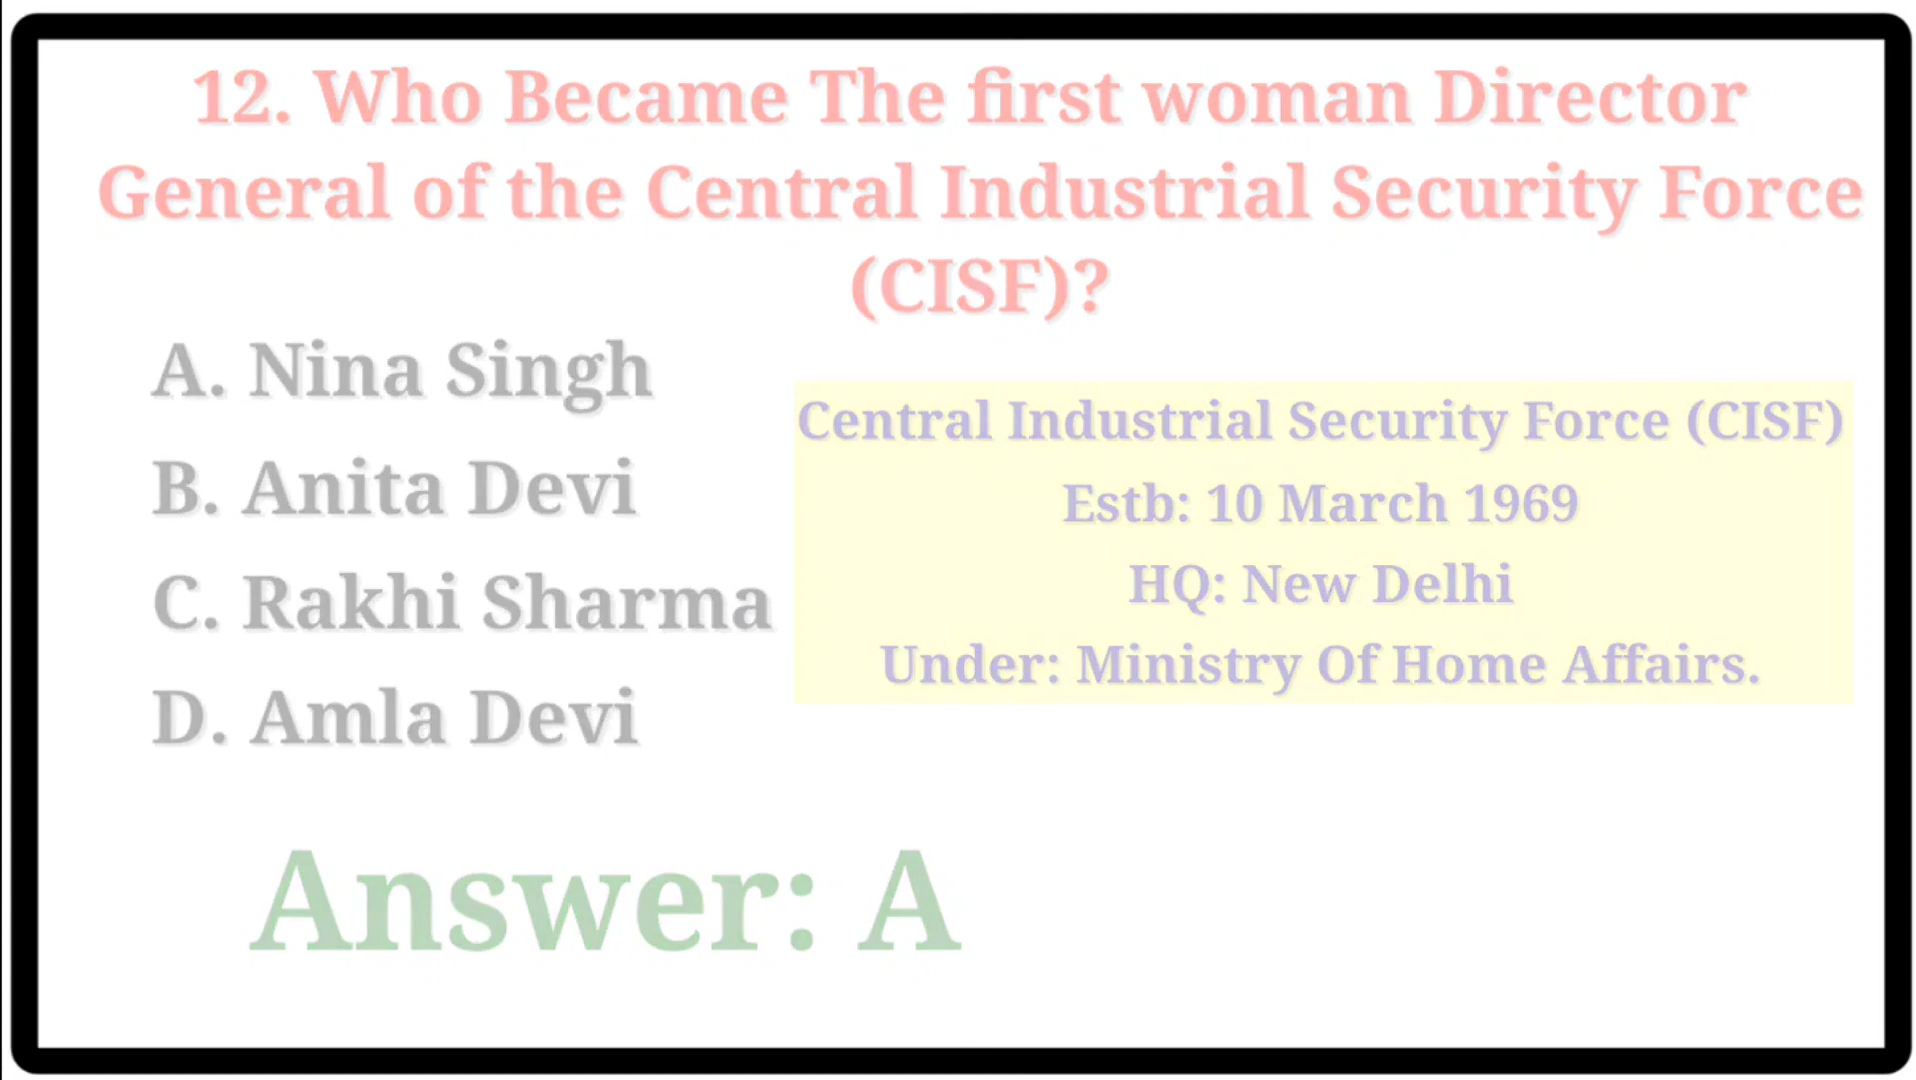 12. Who Became The first woman Director
General of the Central Industrial Security Force
(CISF)?
A. Nina Singh
B. Anita Devi
C. Rakhi Sharma
D. Amla Devi
Central Industrial Security Force (CISF)
Estb: 10 March 1969
HQ: New Delhi
Under: Ministry Of Home Affairs.
Answer: A